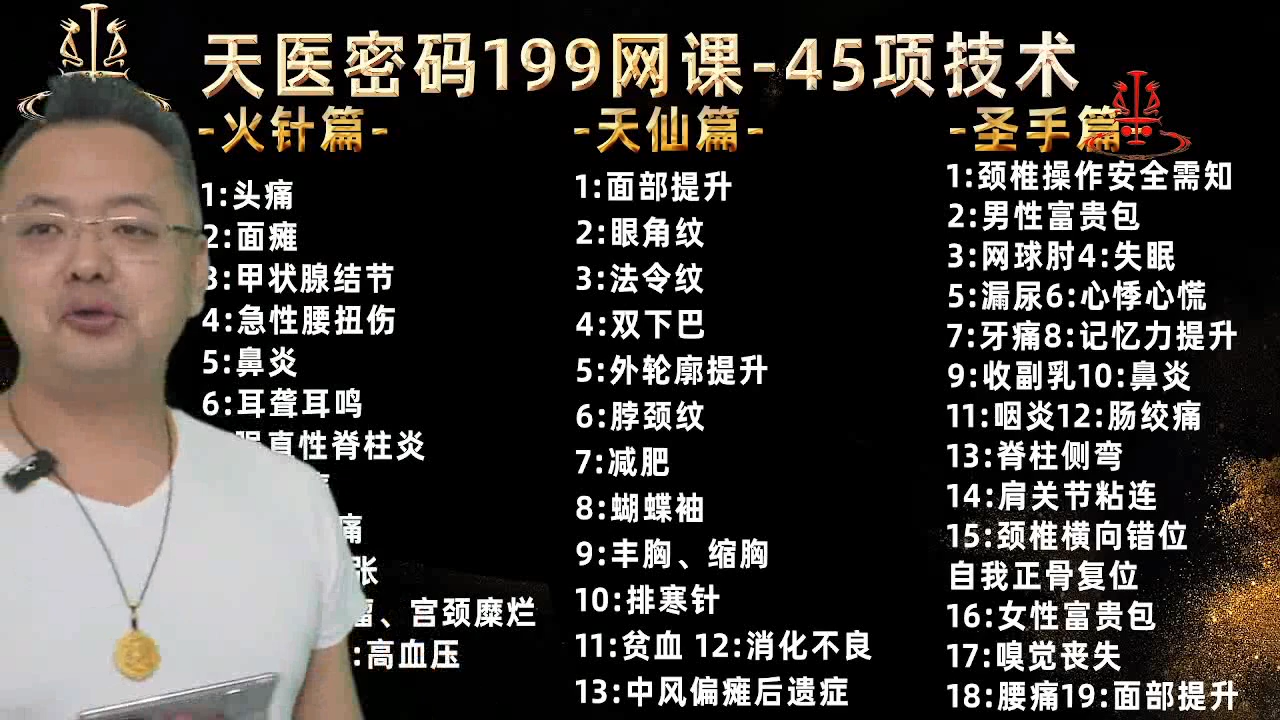 天医密码199网课-45项技术
-火针篇-
1:头痛
2:面瘫
3:甲状腺结节
4:急性腰扭伤
5:鼻炎
6:耳聋耳鸣
直性脊柱炎
痛
张
瘤、宫颈糜烂
:高血压
-天仙篇-
1:面部提升
2:眼角纹
3:法令纹
4:双下巴
5:外轮廓提升
6:脖颈纹
7:减肥
8:蝴蝶袖
9:丰胸、缩胸
10:排寒针
11:贫血 12:消化不良
13:中风偏瘫后遗症
-圣手篇
1:颈椎操作安全需知
2:男性富贵包
3:网球肘4:失眠
5:漏尿6:心悸心慌
7:牙痛8:记忆力提升
9:收副乳10:鼻炎
11:咽炎12:肠绞痛
13:脊柱侧弯
14:肩关节粘连
15:颈椎横向错位
自我正骨复位
16:女性富贵包
17:嗅觉丧失
18:腰痛19:面部提升